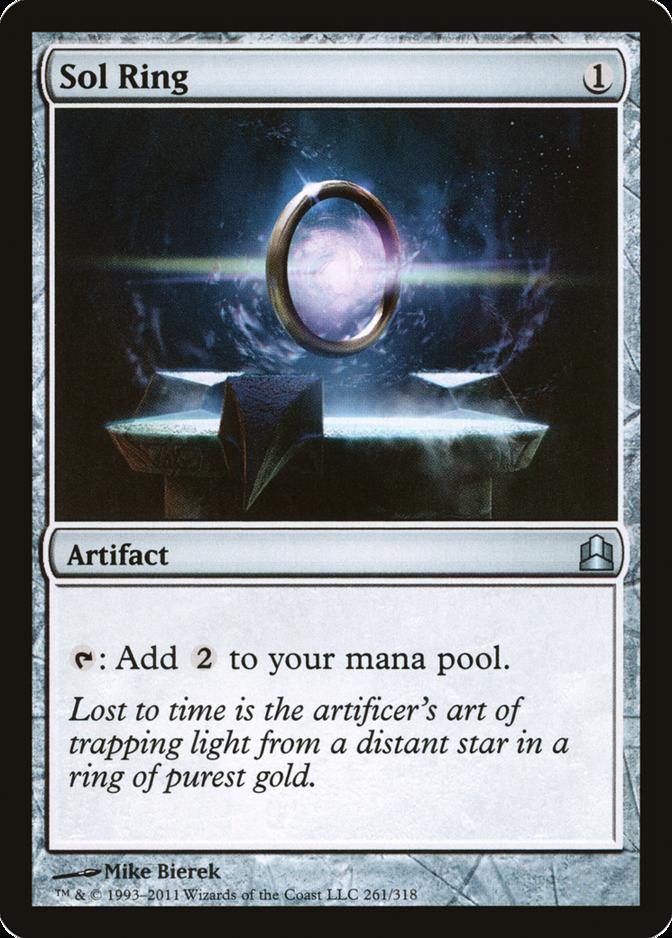 Sol Ring 1
Artifact
: Add 2 to your mana pool.
Lost to time is the artificer's art of
trapping light from a distant star in a
ring of purest gold.
Mike Bierek
™ & © 1993–2011 Wizards of the Coast LLC 261/318